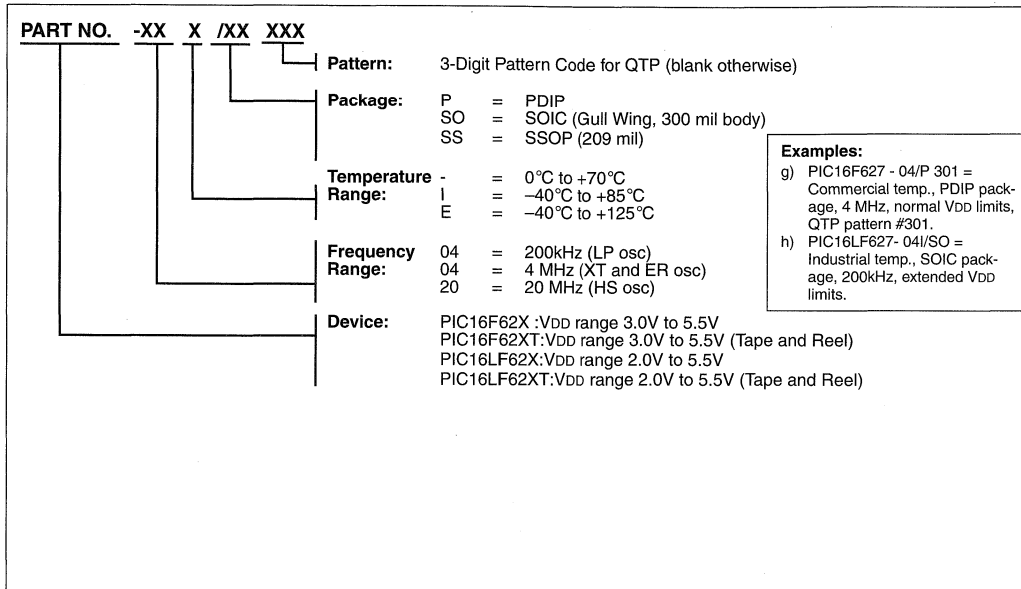 PART NO. -XX X /XX XXX
Pattern: 3-Digit Pattern Code for QTP (blank otherwise)
Package: P = PDIP
SO = SOIC (Gull Wing, 300 mil body)
SS = SSOP (209 mil)
Temperature - = 0°C to +70°C
Range: I = –40°C to +85°C
E = –40°C to +125°C
Frequency 04 = 200kHz (LP osc)
Range: 04 = 4 MHz (XT and ER osc)
20 = 20 MHz (HS osc)
Device: PIC16F62X :VDD range 3.0V to 5.5V
PIC16F62XT:VDD range 3.0V to 5.5V (Tape and Reel)
PIC16LF62X:VDD range 2.0V to 5.5V
PIC16LF62XT:VDD range 2.0V to 5.5V (Tape and Reel)
Examples:
g) PIC16F627 - 04/P 301 =
Commercial temp., PDIP pack-
age, 4 MHz, normal VDD limits,
QTP pattern #301.
h) PIC16LF627- 04I/SO =
Industrial temp., SOIC pack-
age, 200kHz, extended VDD
limits.